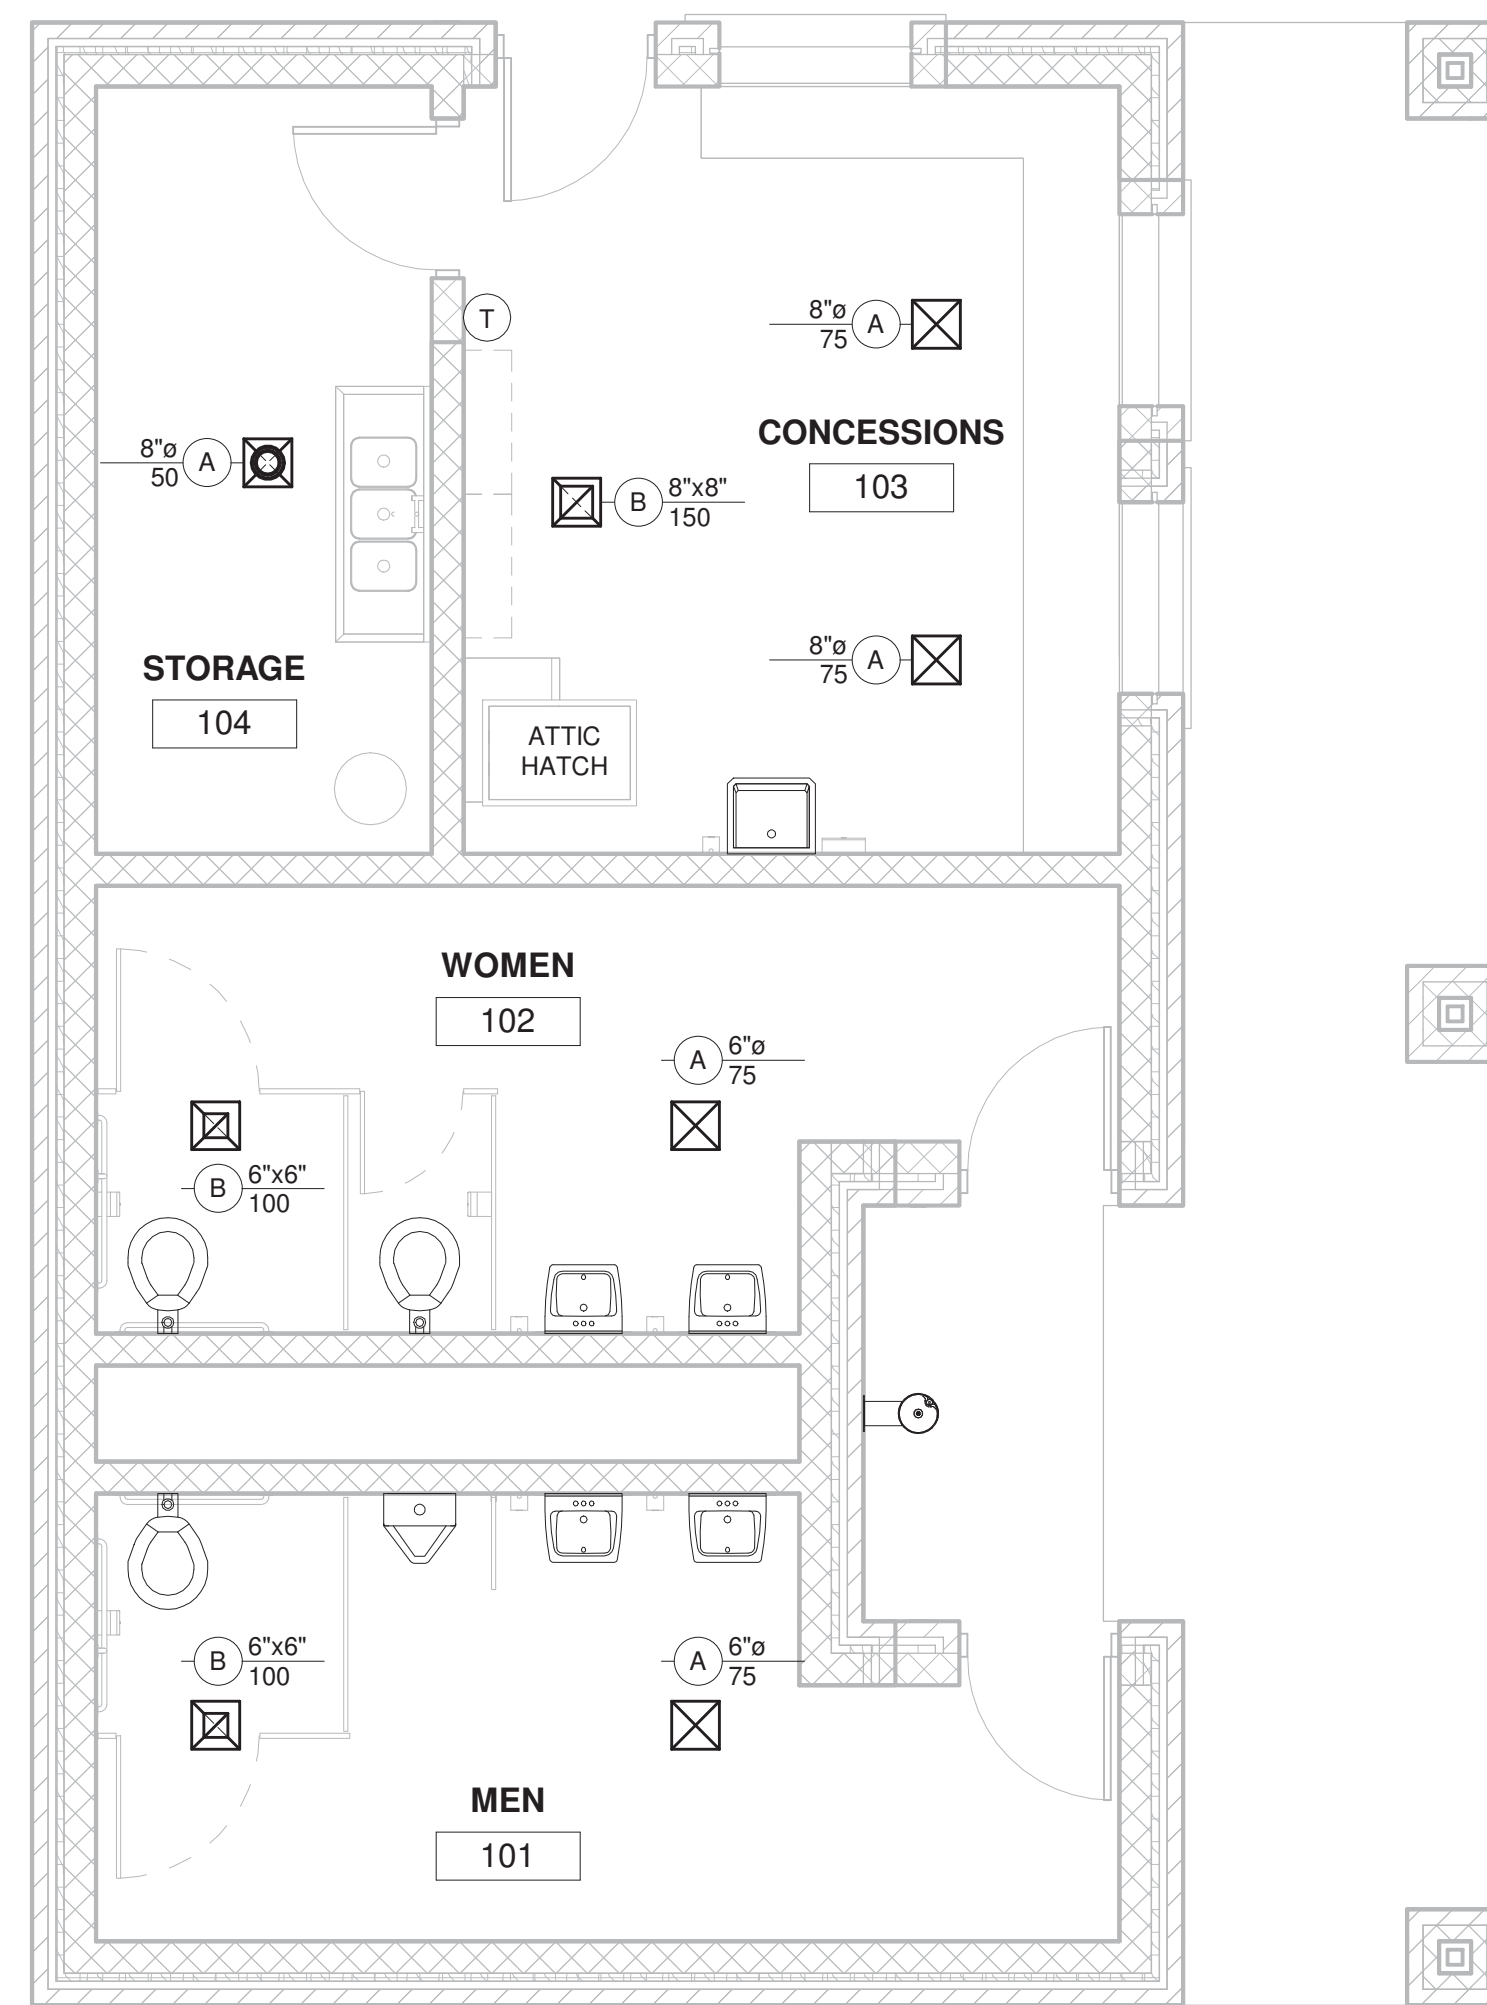 T
8"ø
A
75
CONCESSIONS
103
8"ø
A
50
B
8"x8"
150
8"ø
A
75
STORAGE
104
ATTIC
HATCH
WOMEN
102
A
6"ø
75
B
6"x6"
100
B
6"x6"
100
A
6"ø
75
MEN
101